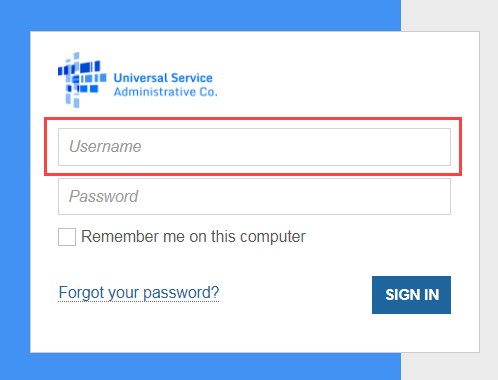 Universal Service
Administrative Co.
Username
Password
Remember me on this computer
Forgot your password?
SIGN IN